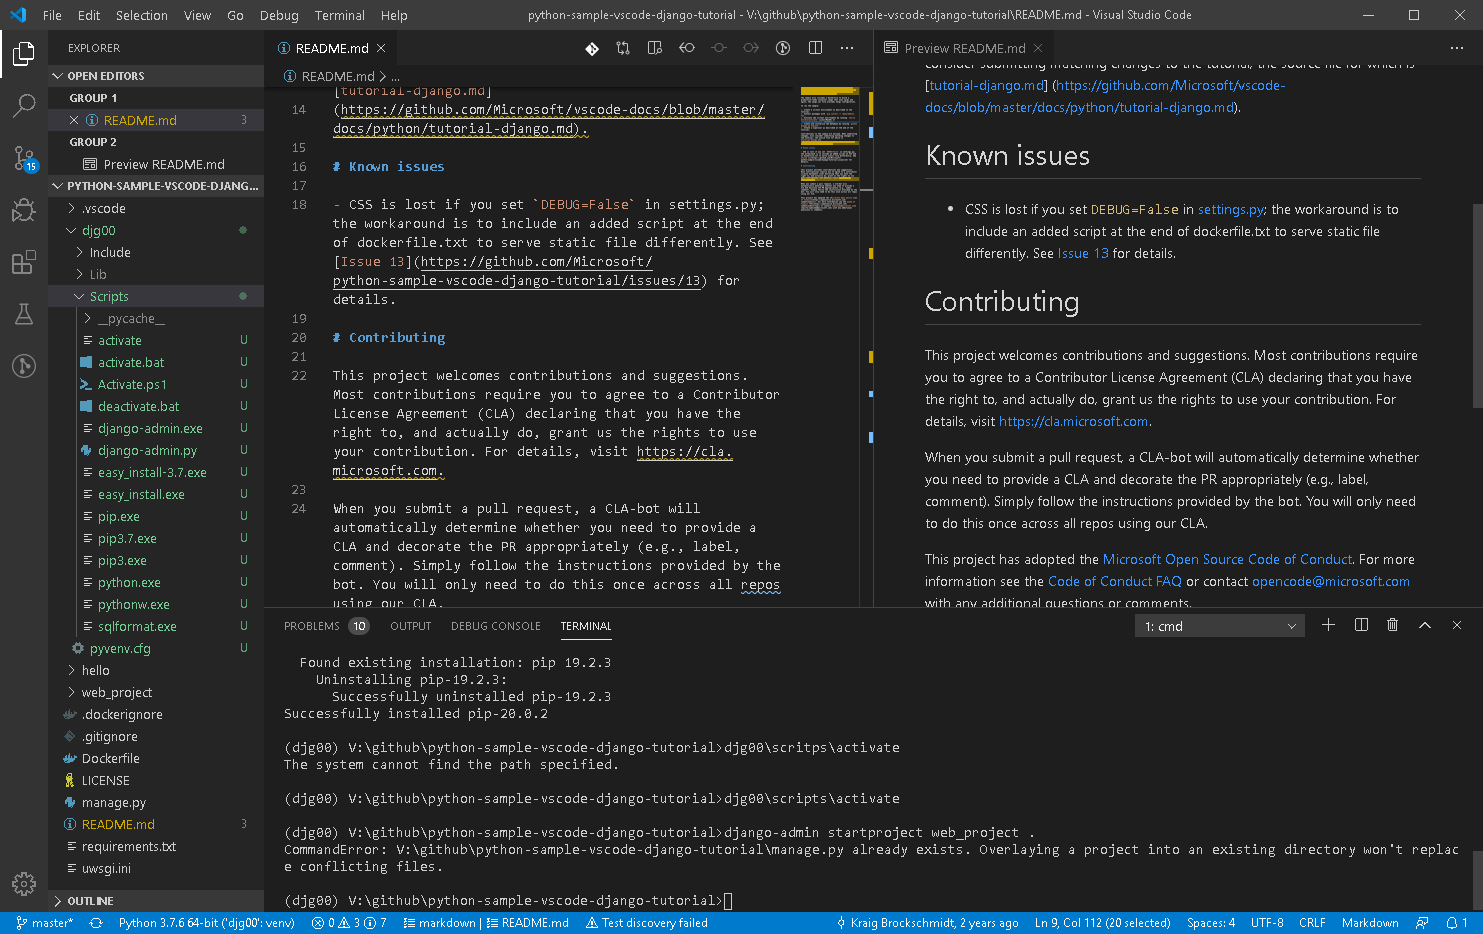 File Edit Selection View Go Debug Terminal Help
python-sample-vscode-django-tutorial - V:\github\python-sample-vscode-django-tutorial\README.md - Visual Studio Code
EXPLORER
OPEN EDITORS
GROUP 1
README.md 3
GROUP 2
Preview README.md
PYTHON-SAMPLE-VSCODE-DJANG...
.vscode
djg00
Include
Lib
Scripts
__pycache__
activate U
activate.bat U
Activate.ps1 U
deactivate.bat U
django-admin.exe U
django-admin.py U
easy_install-3.7.exe U
easy_install.exe U
pip.exe U
pip3.7.exe U
pip3.exe U
python.exe U
pythonw.exe U
sqlformat.exe U
pyvenv.cfg U
hello
web_project
.dockerignore
.gitignore
Dockerfile
LICENSE
manage.py
README.md 3
requirements.txt
uwsgi.ini
OUTLINE
15
README.md
README.md > ...
[tutorial-django.md]
14 (https://github.com/Microsoft/vscode-docs/blob/master/
docs/python/tutorial-django.md).
15
16 # Known issues
17
18 - CSS is lost if you set `DEBUG=False` in settings.py;
the workaround is to include an added script at the end
of dockerfile.txt to serve static file differently. See
[Issue 13](https://github.com/Microsoft/
python-sample-vscode-django-tutorial/issues/13) for
details.
19
20 # Contributing
21
22 This project welcomes contributions and suggestions.
Most contributions require you to agree to a Contributor
License Agreement (CLA) declaring that you have the
right to, and actually do, grant us the rights to use
your contribution. For details, visit https://cla.
microsoft.com.
23
24 When you submit a pull request, a CLA-bot will
automatically determine whether you need to provide a
CLA and decorate the PR appropriately (e.g., label,
comment). Simply follow the instructions provided by the
bot. You will only need to do this once across all repos
using our CLA.
Preview README.md
consider submitting matching changes to the tutorial, the source file for which is
[tutorial-django.md] (https://github.com/Microsoft/vscode-
docs/blob/master/docs/python/tutorial-django.md).
Known issues
• CSS is lost if you set DEBUG=False in settings.py; the workaround is to
include an added script at the end of dockerfile.txt to serve static file
differently. See Issue 13 for details.
Contributing
This project welcomes contributions and suggestions. Most contributions require
you to agree to a Contributor License Agreement (CLA) declaring that you have
the right to, and actually do, grant us the rights to use your contribution. For
details, visit https://cla.microsoft.com.
When you submit a pull request, a CLA-bot will automatically determine whether
you need to provide a CLA and decorate the PR appropriately (e.g., label,
comment). Simply follow the instructions provided by the bot. You will only need
to do this once across all repos using our CLA.
This project has adopted the Microsoft Open Source Code of Conduct. For more
information see the Code of Conduct FAQ or contact opencode@microsoft.com
with any additional questions or comments.
PROBLEMS 10 OUTPUT DEBUG CONSOLE TERMINAL
1: cmd
Found existing installation: pip 19.2.3
Uninstalling pip-19.2.3:
Successfully uninstalled pip-19.2.3
Successfully installed pip-20.0.2
(djg00) V:\github\python-sample-vscode-django-tutorial>djg00\scritps\activate
The system cannot find the path specified.
(djg00) V:\github\python-sample-vscode-django-tutorial>djg00\scripts\activate
(djg00) V:\github\python-sample-vscode-django-tutorial>django-admin startproject web_project .
CommandError: V:\github\python-sample-vscode-django-tutorial\manage.py already exists. Overlaying a project into an existing directory won't replac
e conflicting files.
(djg00) V:\github\python-sample-vscode-django-tutorial>
master* Python 3.7.6 64-bit ('djg00': venv) 0 3 7 markdown | README.md Test discovery failed Kraig Brockschmidt, 2 years ago Ln 9, Col 112 (20 selected) Spaces: 4 UTF-8 CRLF Markdown 1